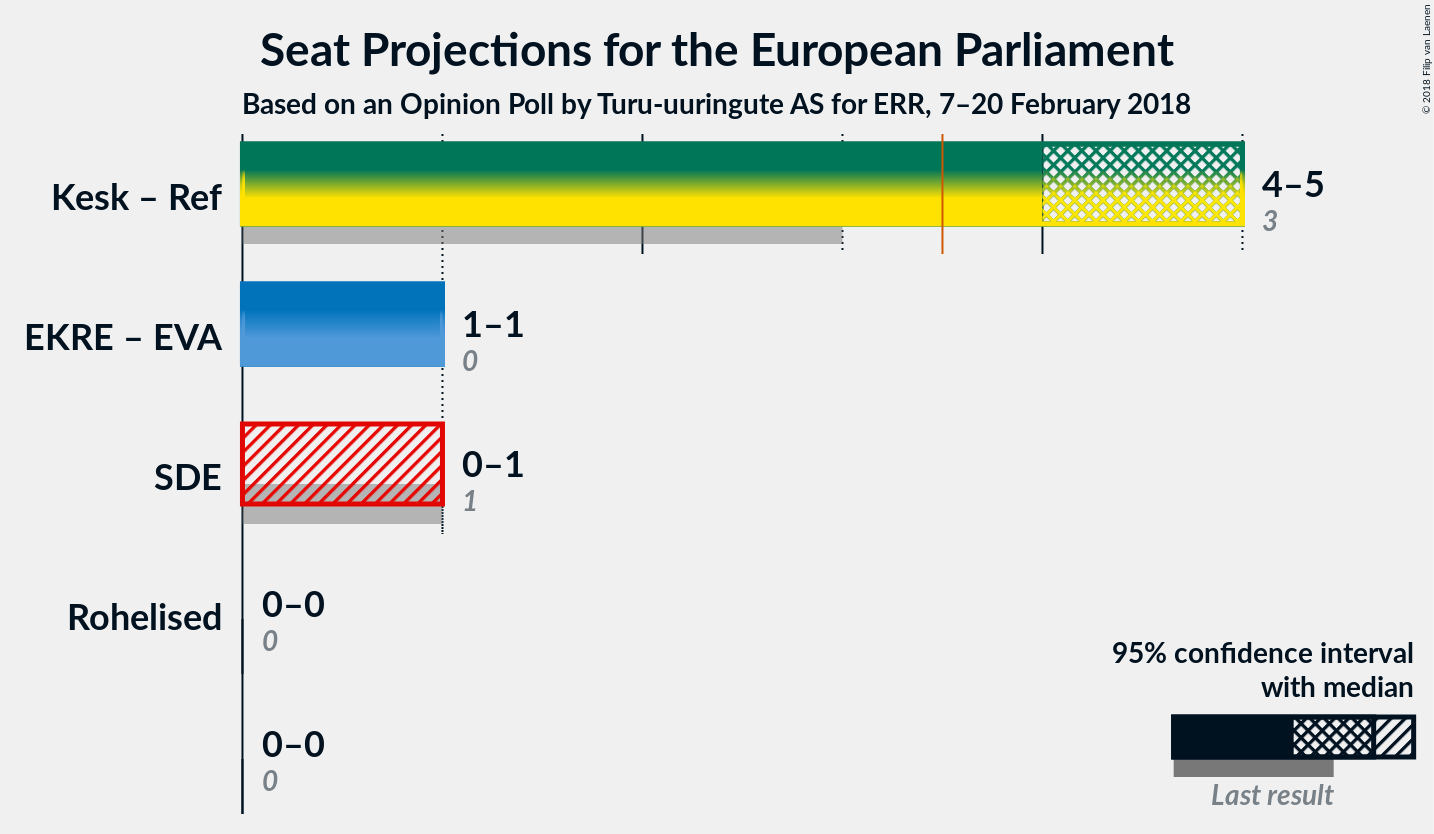 Seat Projections for the European Parliament
Based on an Opinion Poll by Turu-uuringute AS for ERR, 7–20 February 2018
© 2018 Filip van Laenen
Kesk – Ref
4–5
3
EKRE – EVA
1–1
0
SDE
0–1
1
Rohelised
0–0
0
0–0
0
95% confidence interval
with median
Last result